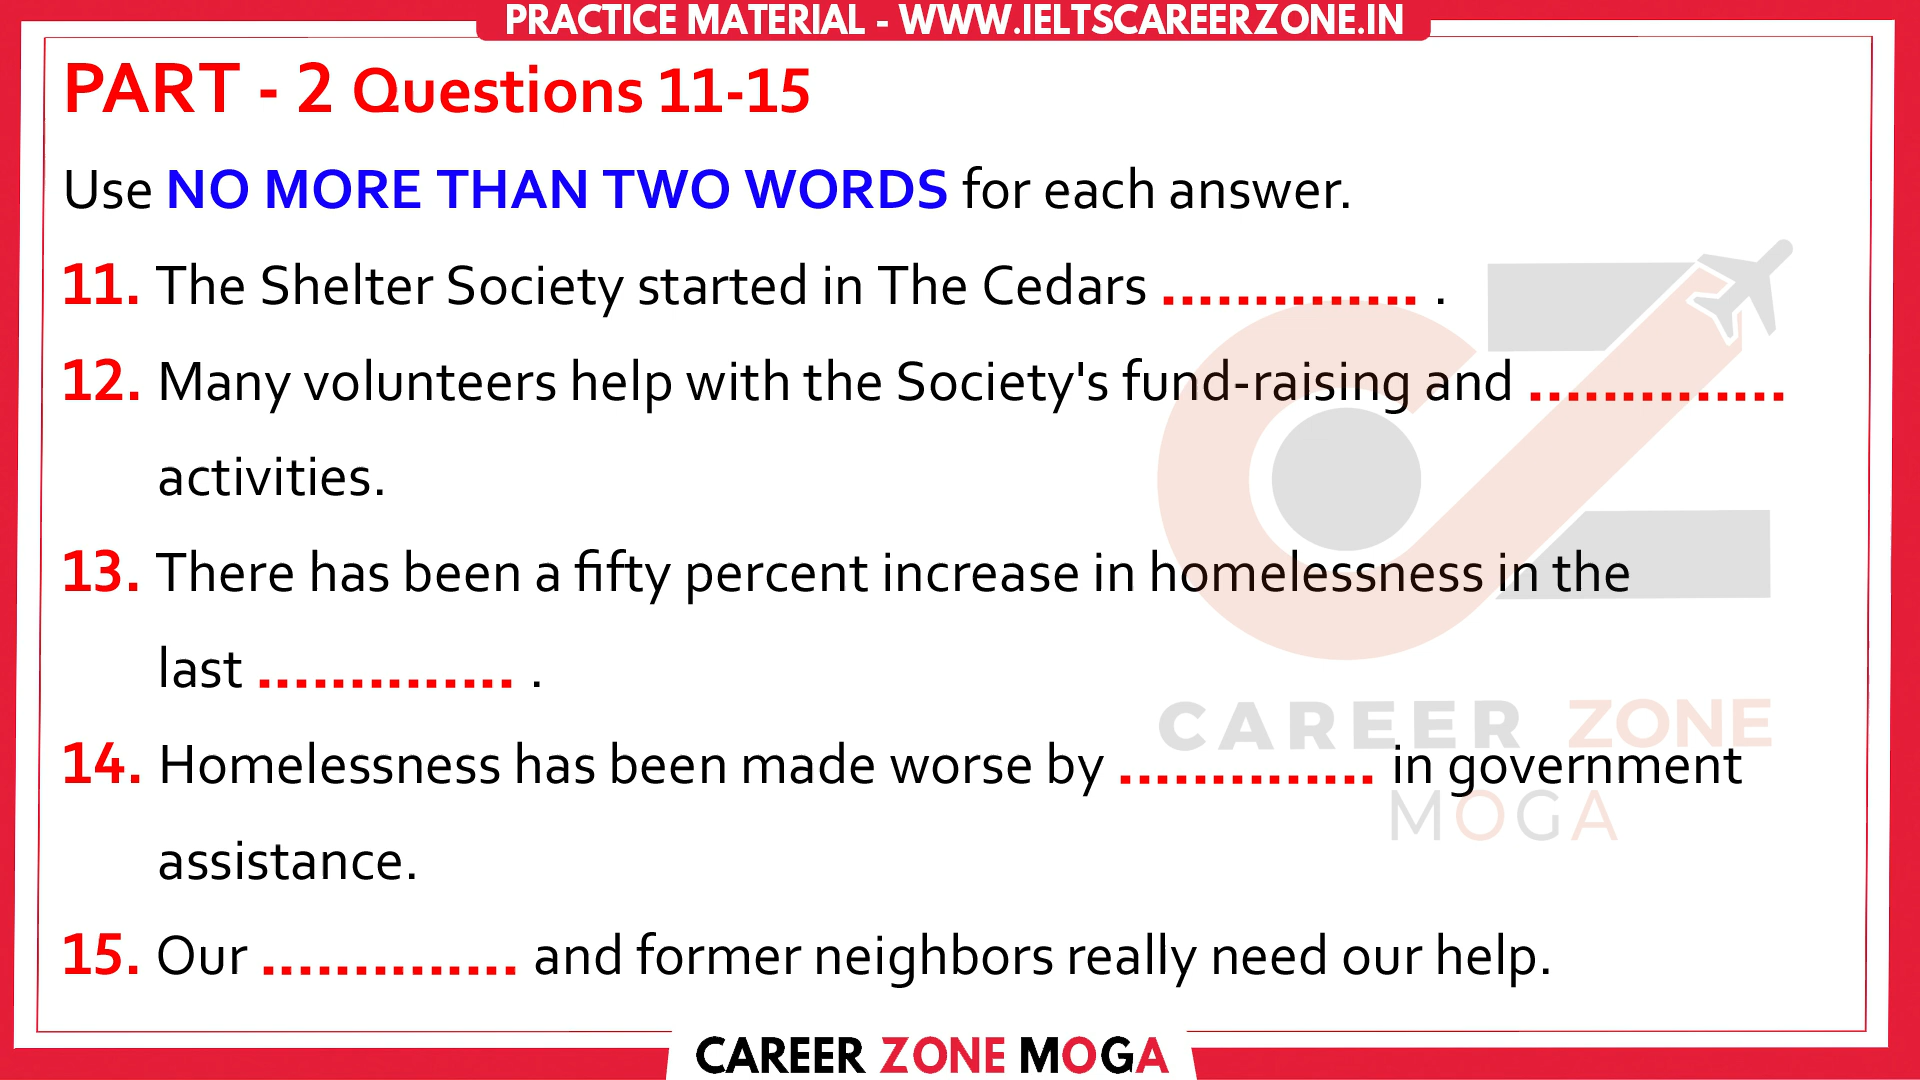 PRACTICE MATERIAL - WWW.IELTSCAREERZONE.IN
PART - 2 Questions 11-15
Use NO MORE THAN TWO WORDS for each answer.
11. The Shelter Society started in The Cedars .............. .
12. Many volunteers help with the Society's fund-raising and ..............
activities.
13. There has been a fifty percent increase in homelessness in the
last .............. .
CAREER ZONE
14. Homelessness has been made worse by .............. in government
MOGA
assistance.
15. Our .............. and former neighbors really need our help.
CAREER ZONE MOGA